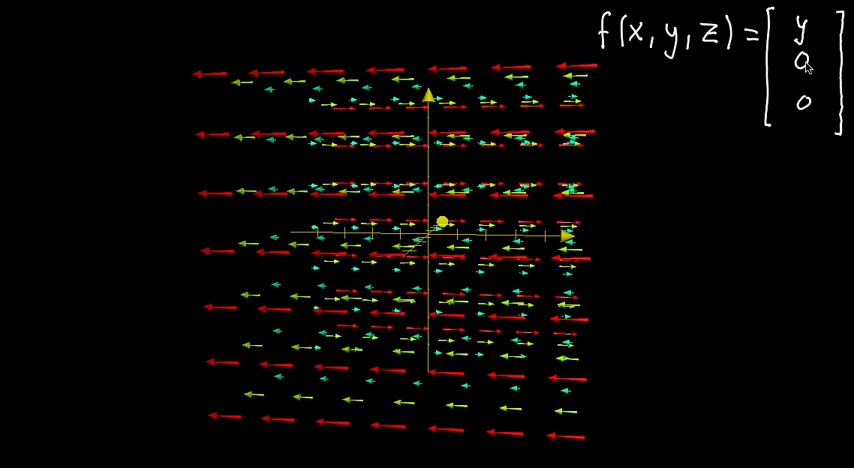 f(x, y, z) = [ y
0
0 ]